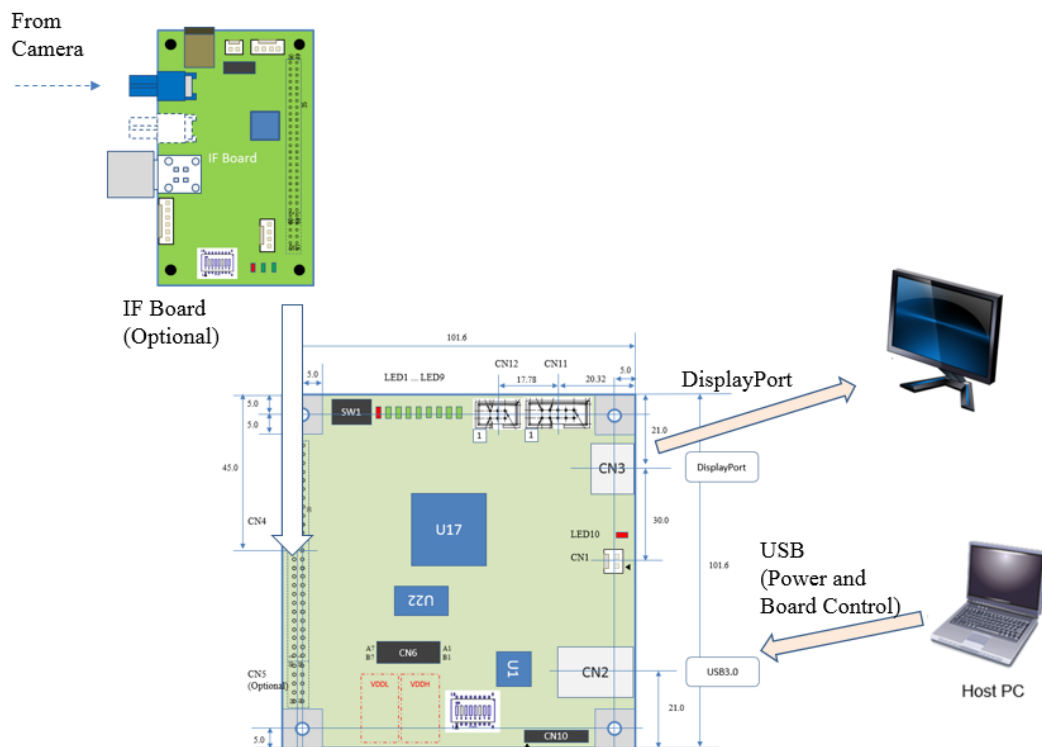 From
Camera
IF Board
IF Board
(Optional)
101.6
CN12
CN11
5.0
LED1 ... LED9
17.78
20.32
5.0
DisplayPort
5.0
5.0
SW1
1
1
21.0
45.0
CN3
DisplayPort
CN4
U17
30.0
LED10
CN1
101.6
USB
(Power and
Board Control)
U22
A7
B7
CN6
A1
B1
U1
CN5
(Optional)
VDDL
VDDH
CN2
USB3.0
21.0
Host PC
5.0
CN10